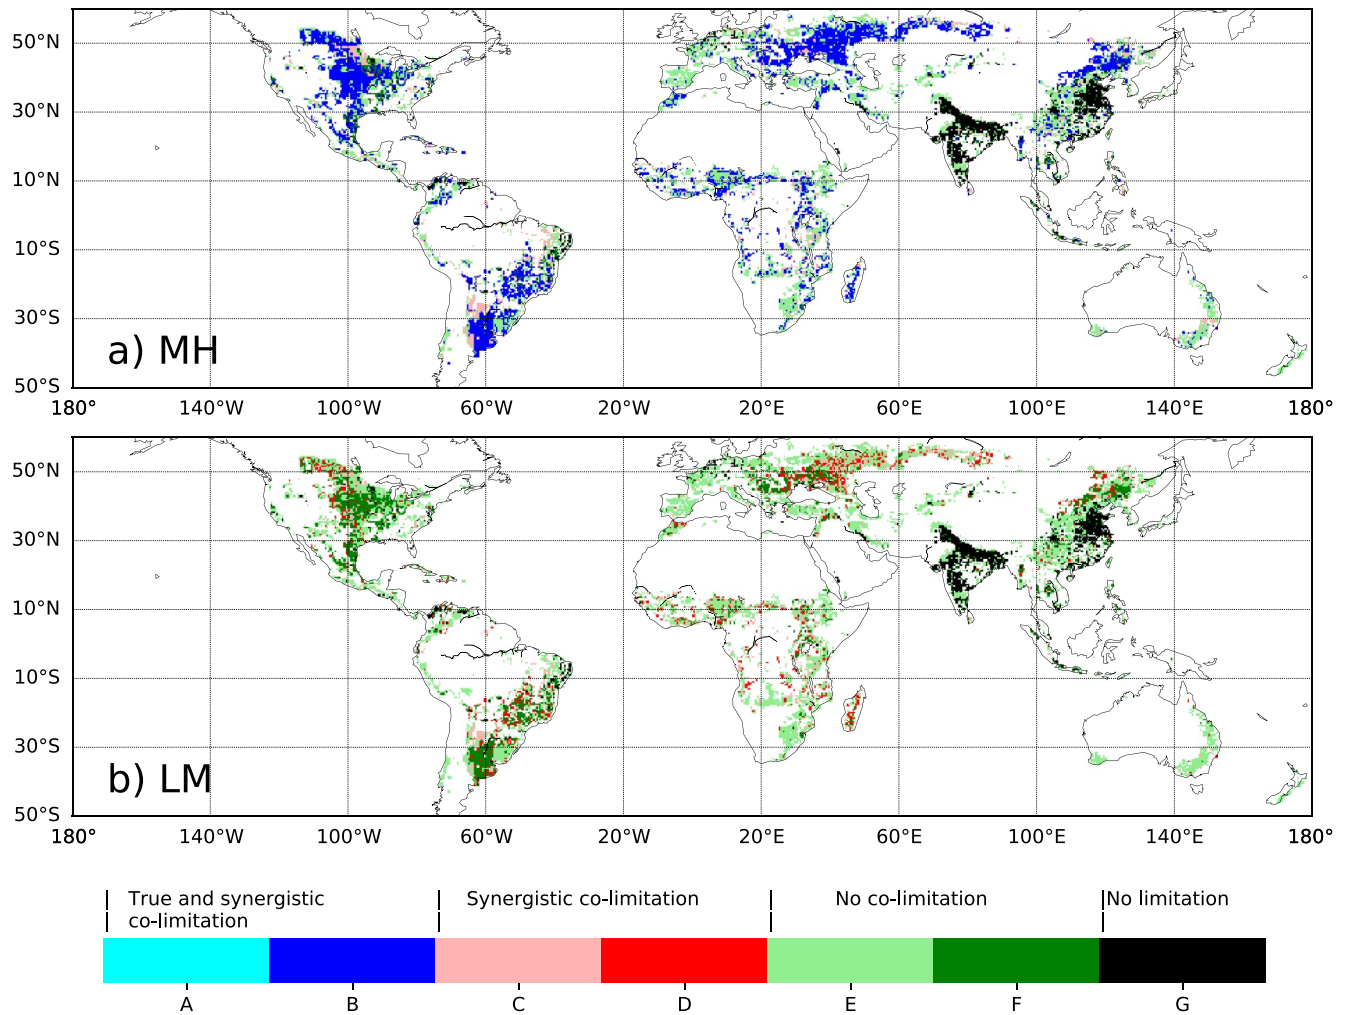 50°N
30°N
10°N
10°S
30°S
50°S
a) MH
180° 140°W 100°W 60°W 20°W 20°E 60°E 100°E 140°E 180°
50°N
30°N
10°N
10°S
30°S
50°S
b) LM
180° 140°W 100°W 60°W 20°W 20°E 60°E 100°E 140°E 180°
True and synergistic Synergistic co-limitation No co-limitation No limitation
co-limitation
A B C D E F G